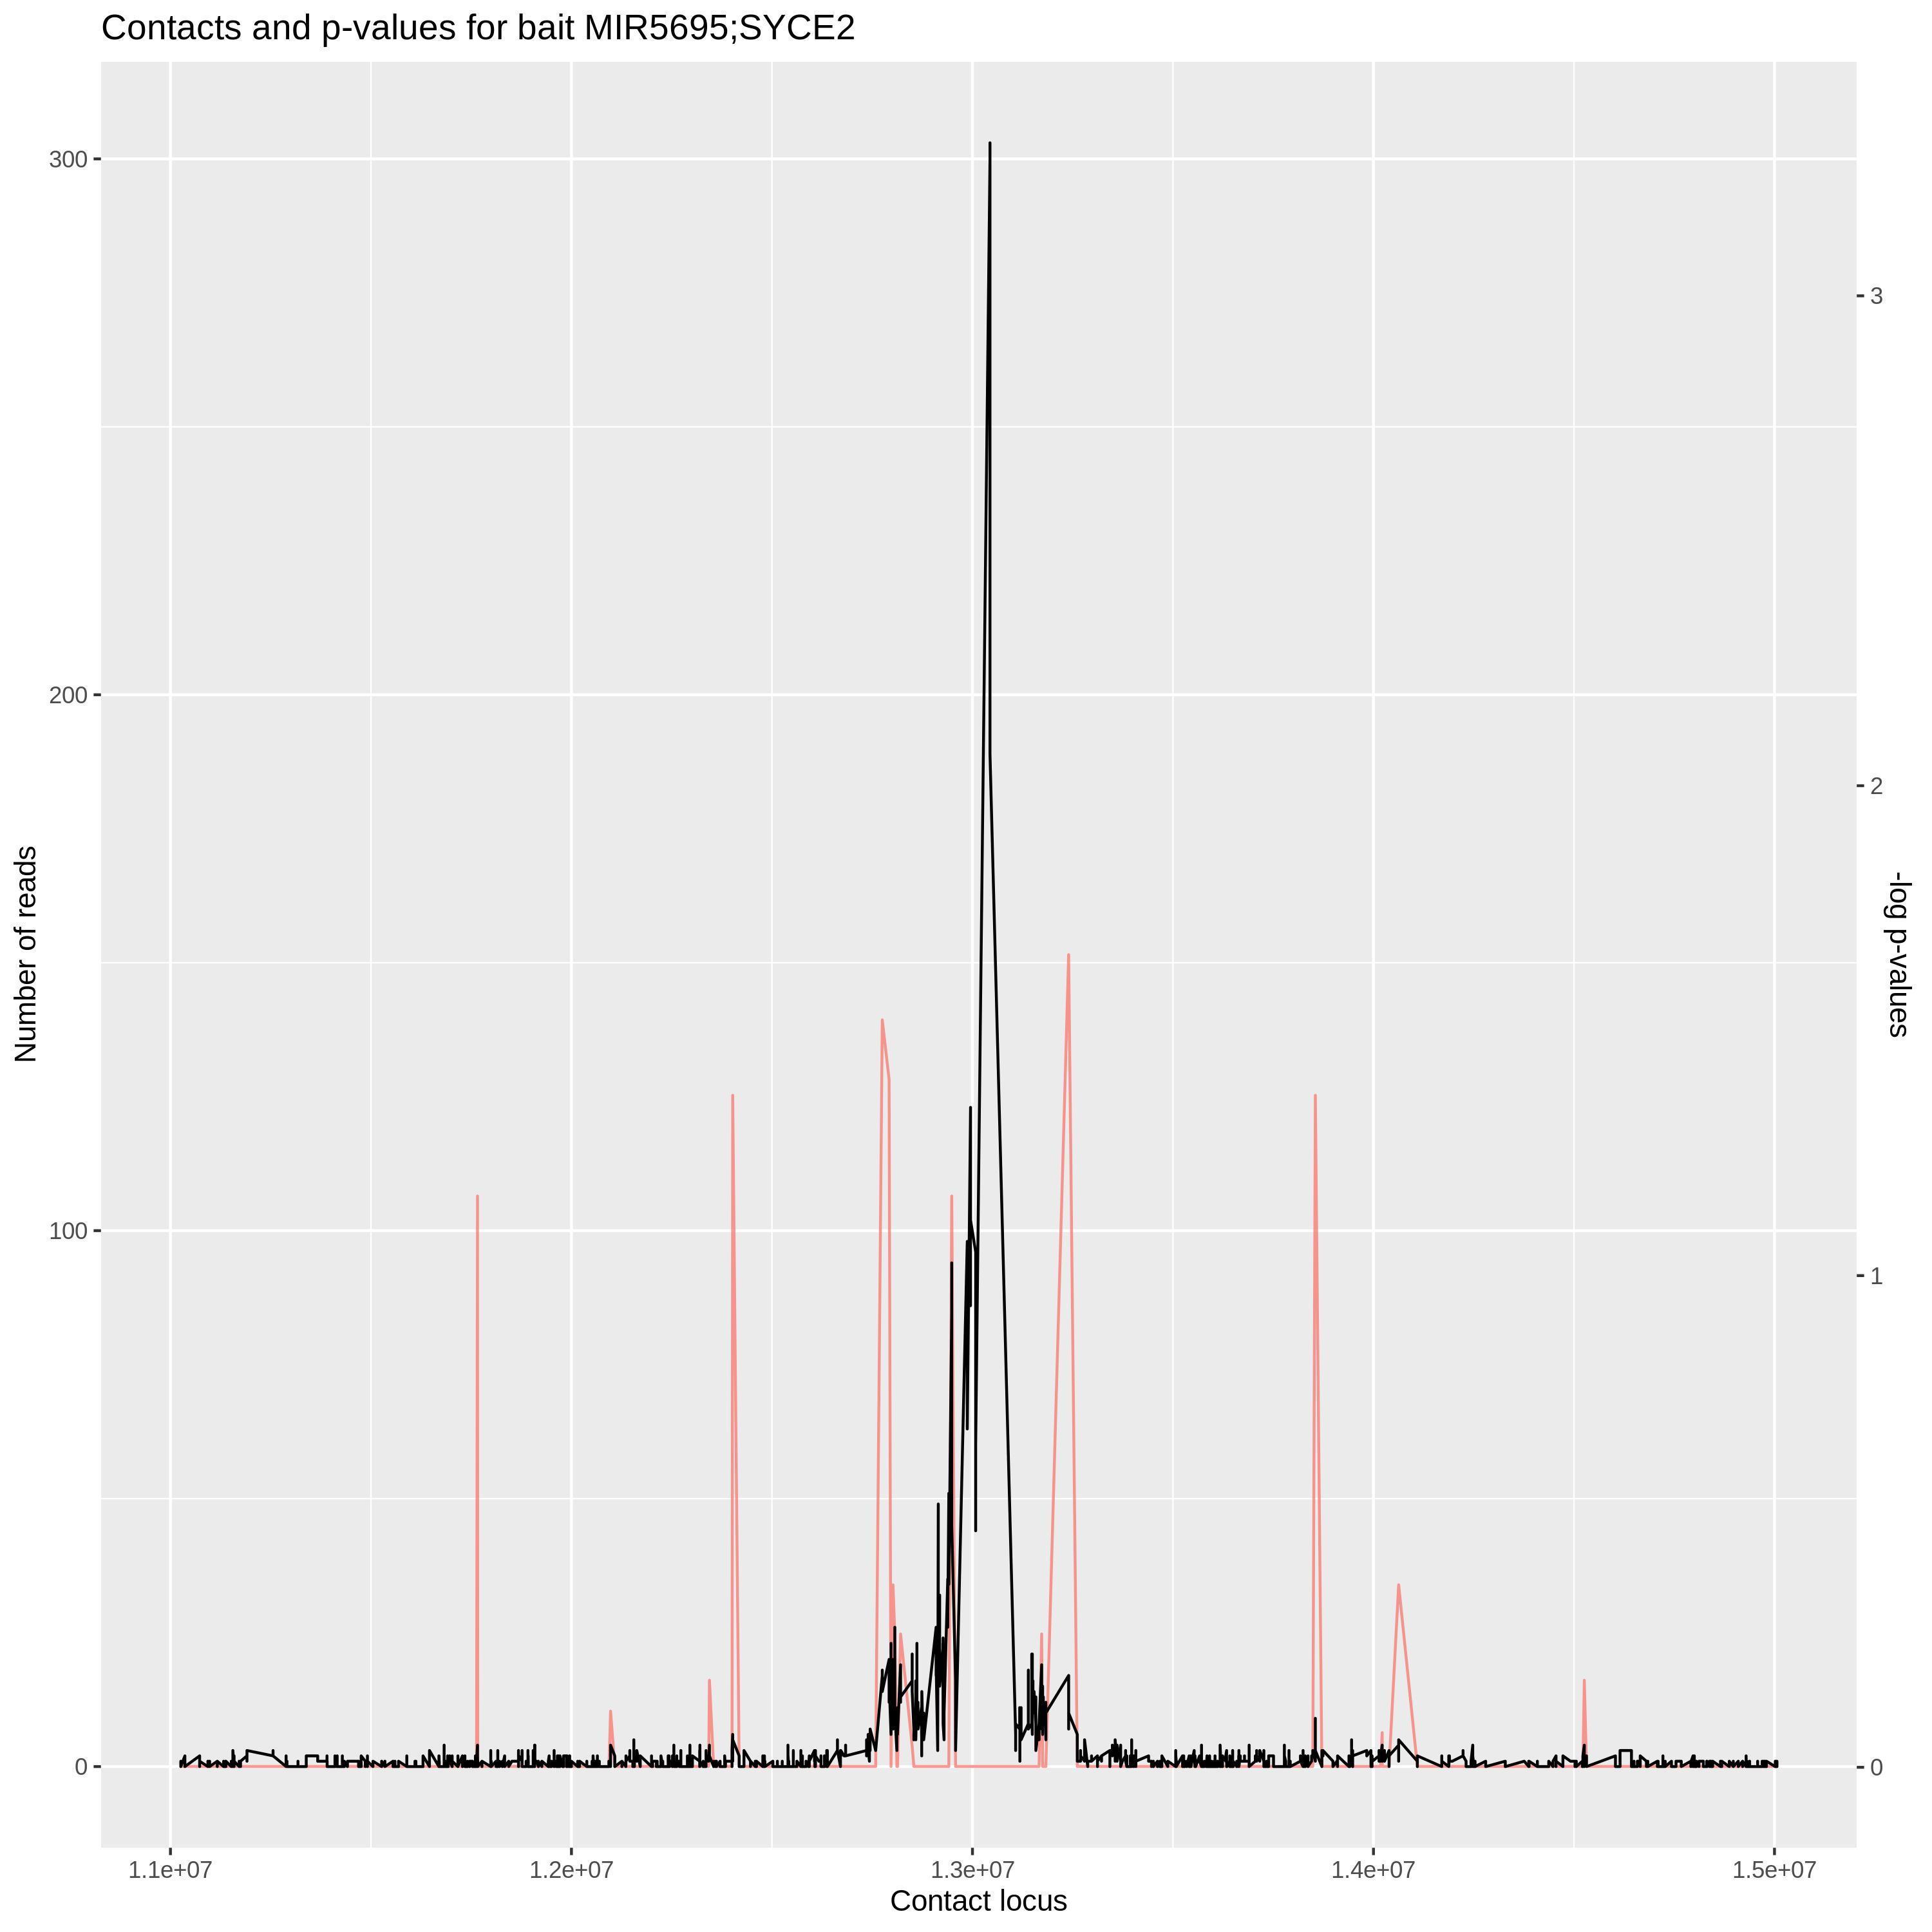 Contacts and p-values for bait MIR5695;SYCE2
300
200
100
0
Number of reads
3
2
1
0
-log p-values
1.1e+07
1.2e+07
1.3e+07
1.4e+07
1.5e+07
Contact locus